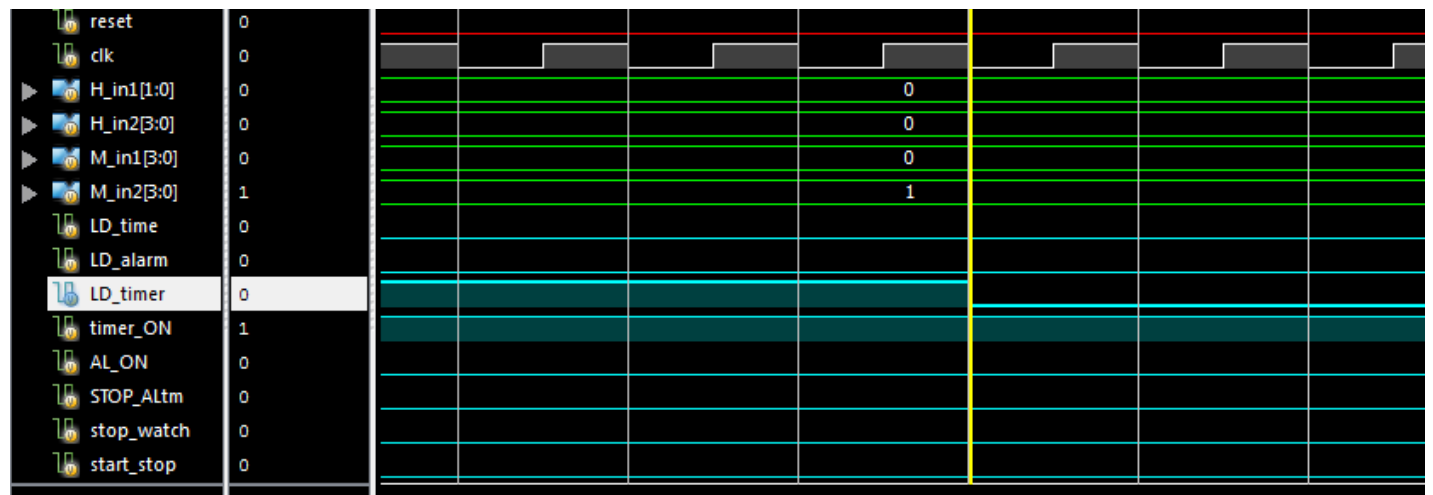 reset 0
clk 0
H_in1[1:0] 0 0
H_in2[3:0] 0 0
M_in1[3:0] 0 0
M_in2[3:0] 1 1
LD_time 0
LD_alarm 0
LD_timer 0
timer_ON 1
AL_ON 0
STOP_ALtm 0
stop_watch 0
start_stop 0